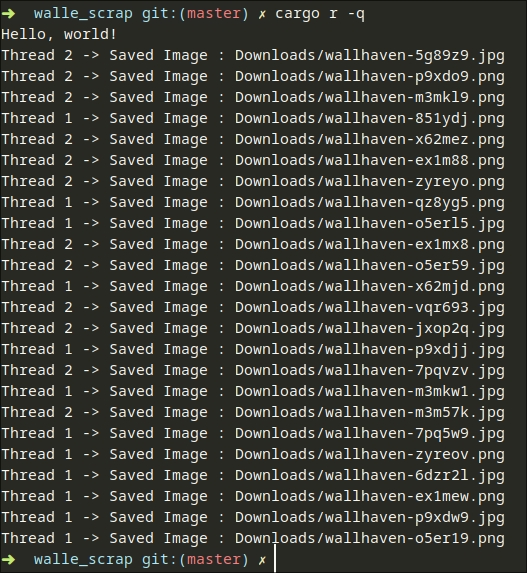 ➜  walle_scrap git:(master) ✗ cargo r -q
Hello, world!
Thread 2 -> Saved Image : Downloads/wallhaven-5g89z9.jpg
Thread 2 -> Saved Image : Downloads/wallhaven-p9xdo9.png
Thread 2 -> Saved Image : Downloads/wallhaven-m3mkl9.png
Thread 1 -> Saved Image : Downloads/wallhaven-851ydj.png
Thread 2 -> Saved Image : Downloads/wallhaven-x62mez.png
Thread 2 -> Saved Image : Downloads/wallhaven-ex1m88.png
Thread 2 -> Saved Image : Downloads/wallhaven-zyreyo.png
Thread 1 -> Saved Image : Downloads/wallhaven-qz8yg5.png
Thread 1 -> Saved Image : Downloads/wallhaven-o5erl5.jpg
Thread 2 -> Saved Image : Downloads/wallhaven-ex1mx8.png
Thread 2 -> Saved Image : Downloads/wallhaven-o5er59.jpg
Thread 1 -> Saved Image : Downloads/wallhaven-x62mjd.png
Thread 2 -> Saved Image : Downloads/wallhaven-vqr693.jpg
Thread 2 -> Saved Image : Downloads/wallhaven-jxop2q.jpg
Thread 1 -> Saved Image : Downloads/wallhaven-p9xdjj.png
Thread 2 -> Saved Image : Downloads/wallhaven-7pqvzv.jpg
Thread 1 -> Saved Image : Downloads/wallhaven-m3mkw1.png
Thread 2 -> Saved Image : Downloads/wallhaven-m3m57k.jpg
Thread 1 -> Saved Image : Downloads/wallhaven-7pq5w9.jpg
Thread 1 -> Saved Image : Downloads/wallhaven-zyreov.png
Thread 1 -> Saved Image : Downloads/wallhaven-6dzr2l.jpg
Thread 1 -> Saved Image : Downloads/wallhaven-ex1mew.png
Thread 1 -> Saved Image : Downloads/wallhaven-p9xdw9.jpg
Thread 1 -> Saved Image : Downloads/wallhaven-o5er19.png
➜  walle_scrap git:(master) ✗